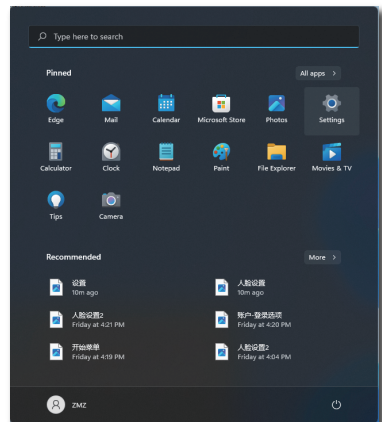 Type here to search
Pinned
All apps >
Edge
Mail
Calendar
Microsoft Store
Photos
Settings
Calculator
Clock
Notepad
Paint
File Explorer
Movies & TV
Tips
Camera
Recommended
More >
设置
10m ago
人脸设置
10m ago
人脸设置2
Friday at 4:21 PM
账户-登录选项
Friday at 4:20 PM
开始菜单
Friday at 4:19 PM
人脸设置2
Friday at 4:04 PM
ZMZ